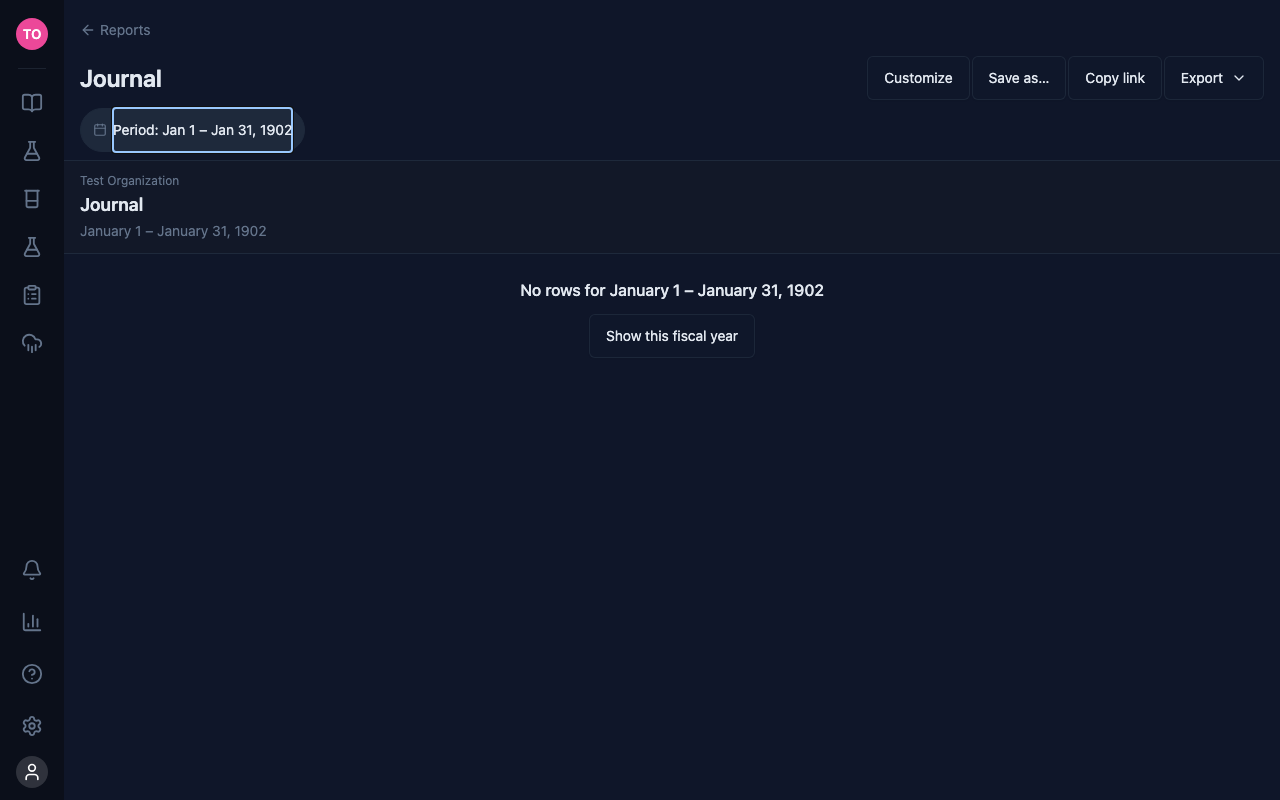 TO
Reports
Journal
Customize
Save as...
Copy link
Export
Period: Jan 1 – Jan 31, 1902
Test Organization
Journal
January 1 – January 31, 1902
No rows for January 1 – January 31, 1902
Show this fiscal year